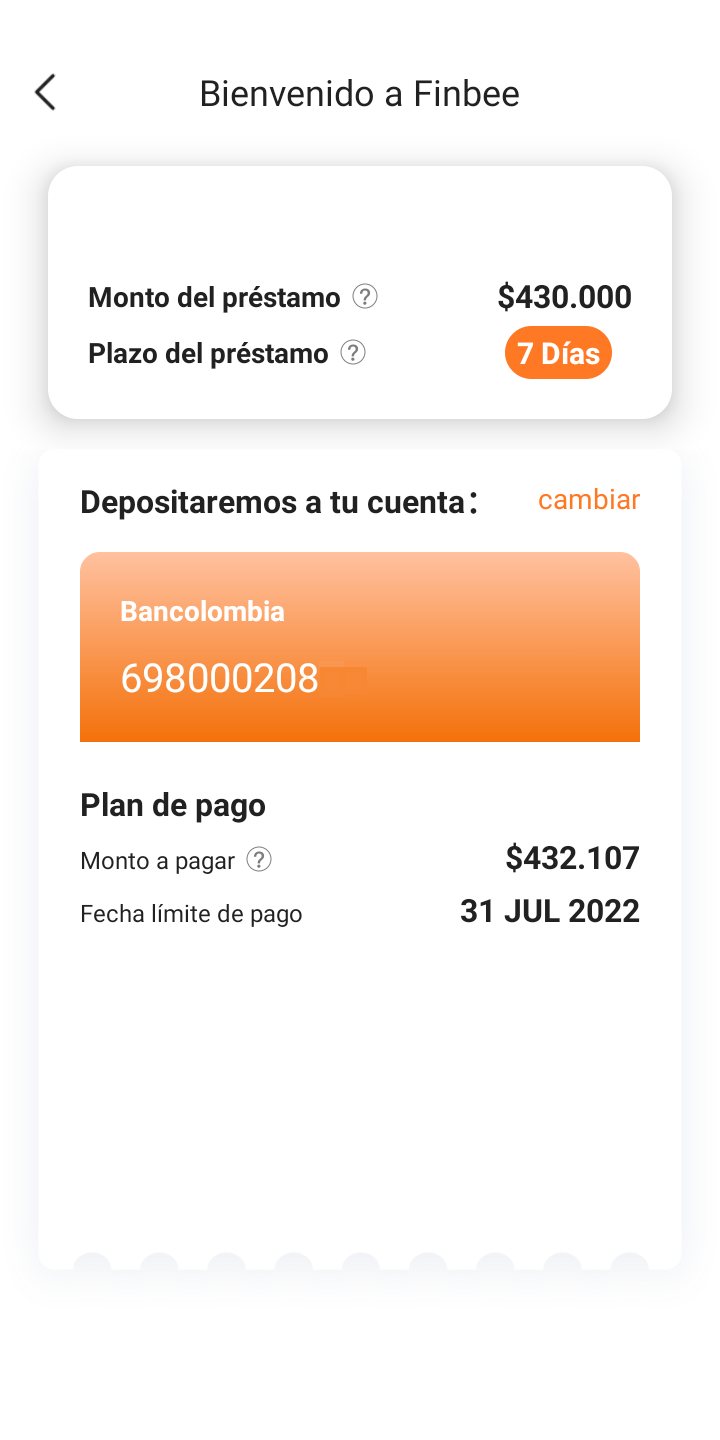 Bienvenido a Finbee
Monto del préstamo ? $430.000
Plazo del préstamo ? 7 Días
Depositaremos a tu cuenta: cambiar
Bancolombia
698000208
Plan de pago
Monto a pagar ? $432.107
Fecha límite de pago 31 JUL 2022